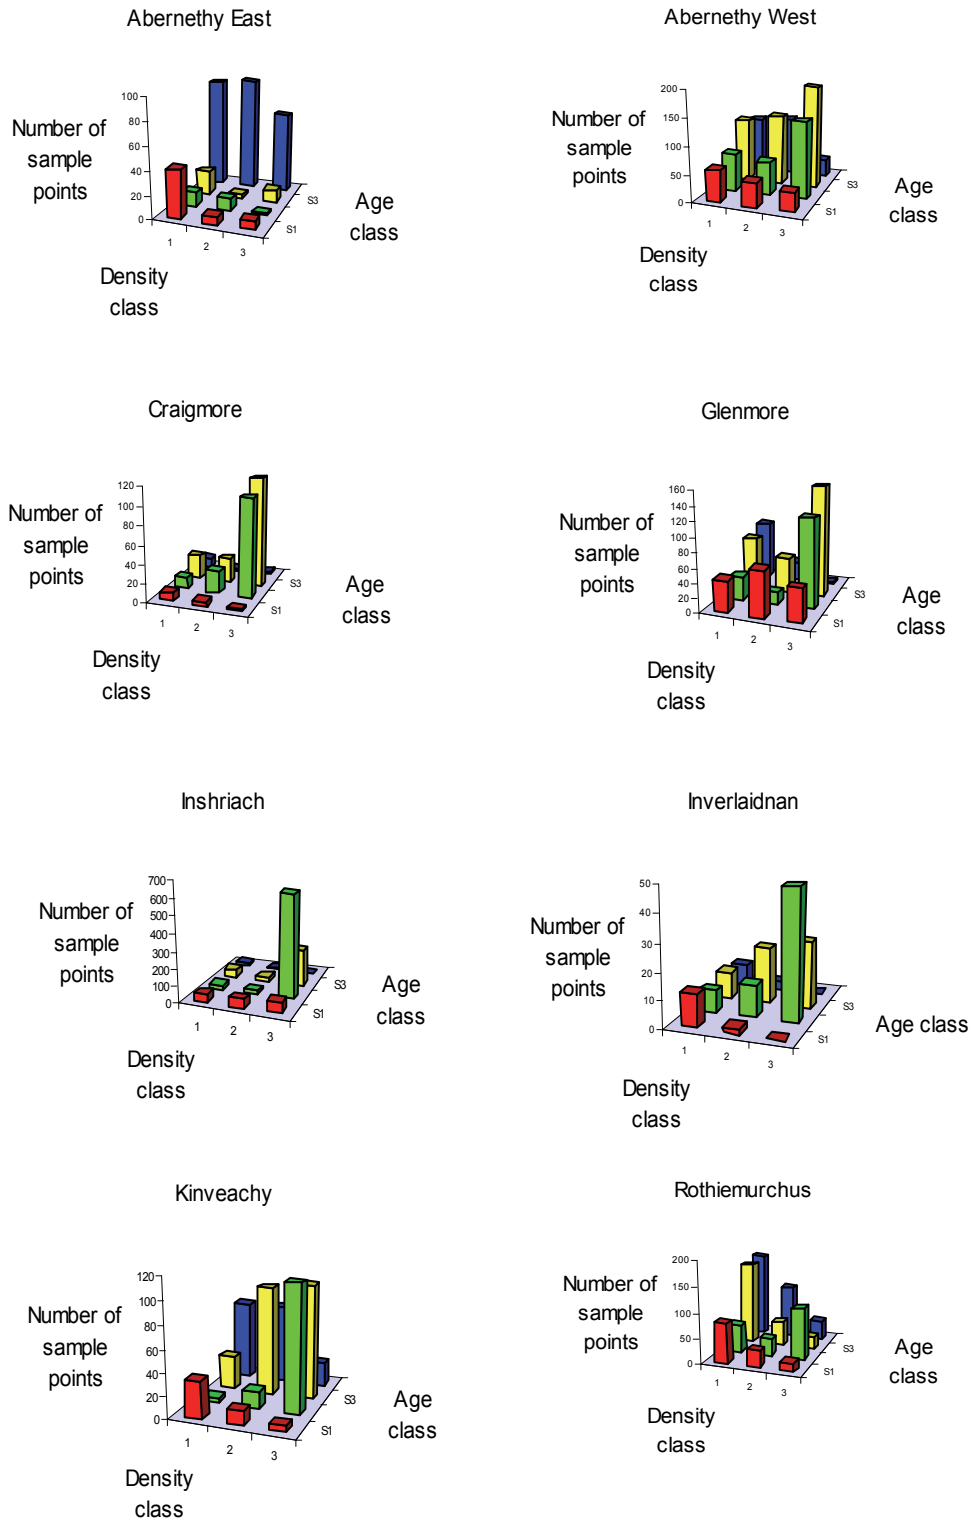 Abernethy East
Number of
sample
points
100
80
60
40
20
0
1
2
3
S1
S3
Age
class
Density
class
Abernethy West
Number of
sample
points
200
150
100
50
0
1
2
3
S1
S3
Age
class
Density
class
Craigmore
Number of
sample
points
120
100
80
60
40
20
0
1
2
3
S1
S3
Age
class
Density
class
Glenmore
Number of
sample
points
160
140
120
100
80
60
40
20
0
1
2
3
S1
S3
Age
class
Density
class
Inshriach
Number of
sample
points
700
600
500
400
300
200
100
0
1
2
3
S1
S3
Age
class
Density
class
Inverlaidnan
Number of
sample
points
50
40
30
20
10
0
1
2
3
S1
S3
Age class
Density
class
Kinveachy
Number of
sample
points
120
100
80
60
40
20
0
1
2
3
S1
S3
Age
class
Density
class
Rothiemurchus
Number of
sample
points
200
150
100
50
0
1
2
3
S1
S3
Age
class
Density
class